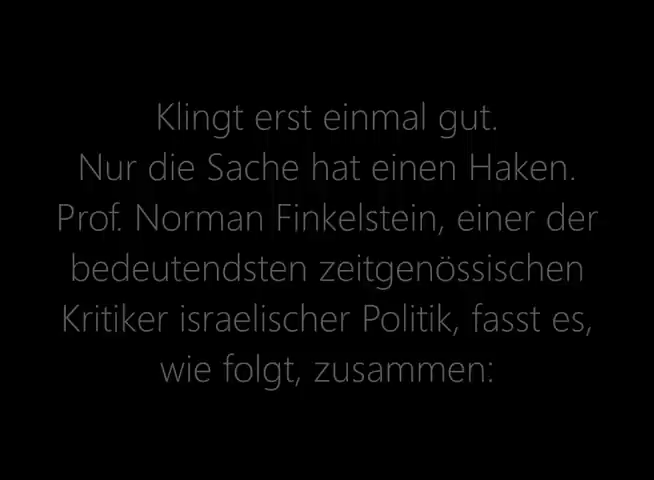 Klingt erst einmal gut.
Nur die Sache hat einen Haken.
Prof. Norman Finkelstein, einer der
bedeutendsten zeitgenössischen
Kritiker israelischer Politik, fasst es,
wie folgt, zusammen: